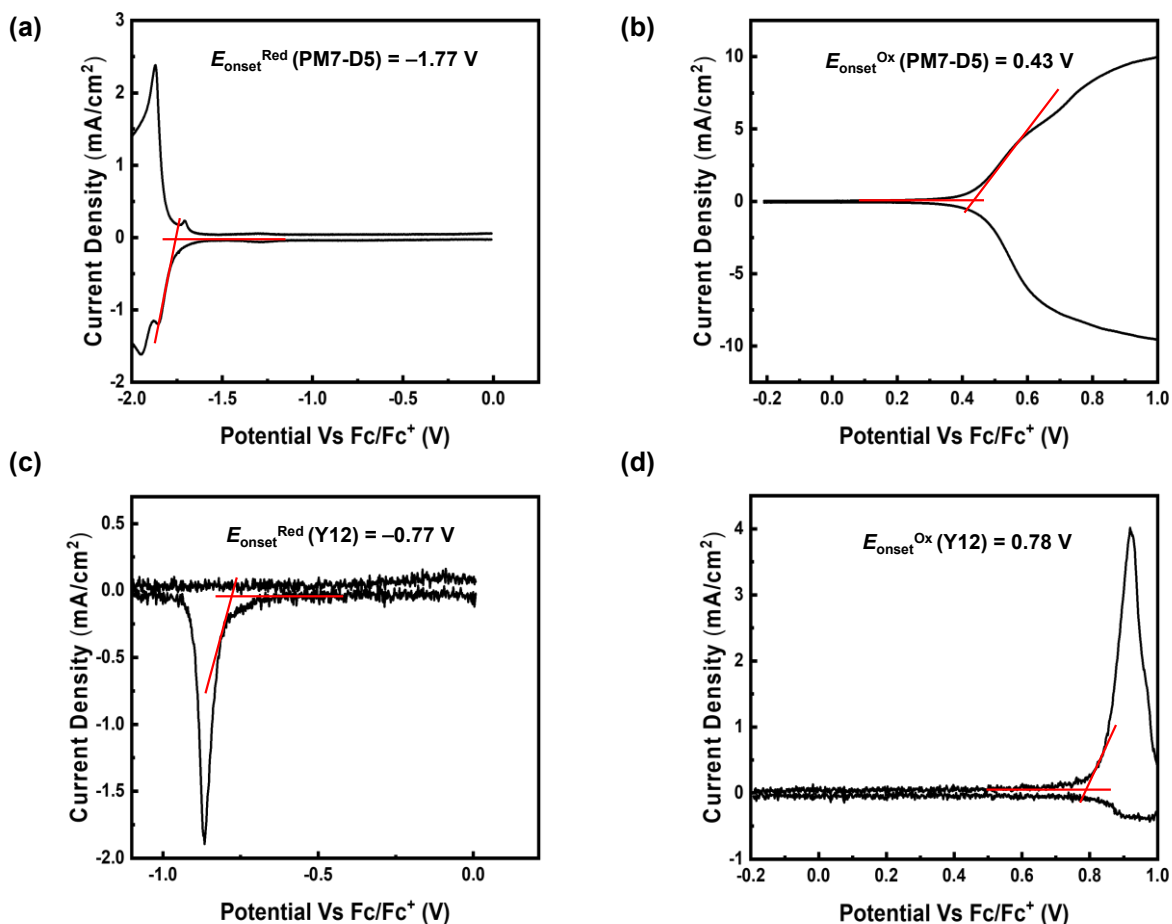 (a)
E_onset^Red (PM7-D5) = –1.77 V
3
2
1
0
-1
-2
Current Density (mA/cm²)
-2.0 -1.5 -1.0 -0.5 0.0
Potential Vs Fc/Fc⁺ (V)
(b)
E_onset^Ox (PM7-D5) = 0.43 V
10
5
0
-5
-10
Current Density (mA/cm²)
-0.2 0.0 0.2 0.4 0.6 0.8 1.0
Potential Vs Fc/Fc⁺ (V)
(c)
E_onset^Red (Y12) = –0.77 V
0.5
0.0
-0.5
-1.0
-1.5
-2.0
Current Density (mA/cm²)
-1.0 -0.5 0.0
Potential Vs Fc/Fc⁺ (V)
(d)
E_onset^Ox (Y12) = 0.78 V
4
3
2
1
0
-1
Current Density (mA/cm²)
-0.2 0.0 0.2 0.4 0.6 0.8 1.0
Potential Vs Fc/Fc⁺ (V)